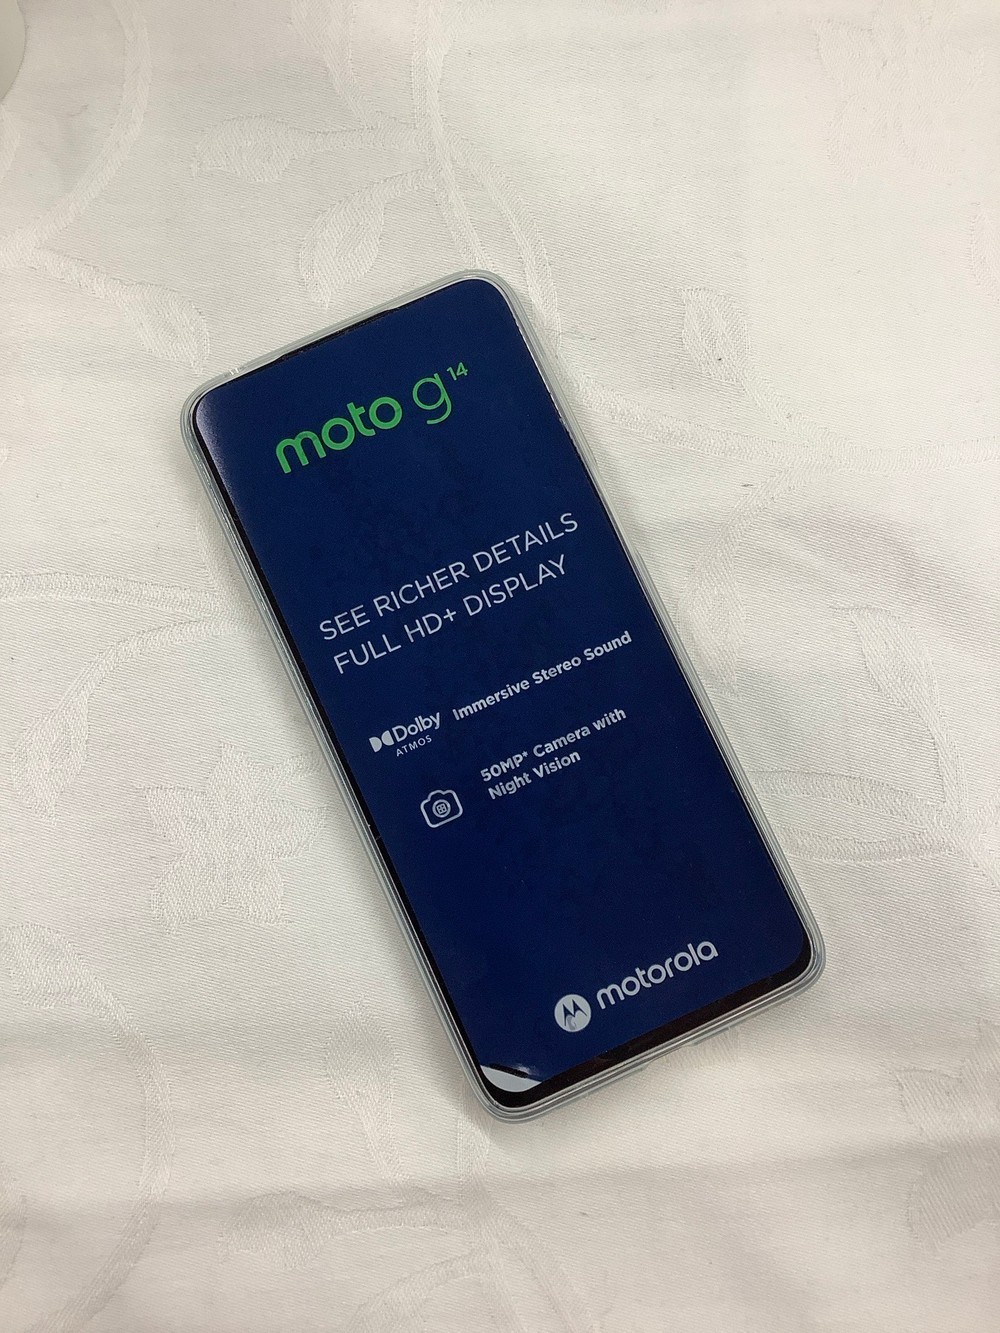 moto g14
SEE RICHER DETAILS
FULL HD+ DISPLAY
Dolby
ATMOS
Immersive Stereo Sound
50MP* Camera with
Night Vision
motorola